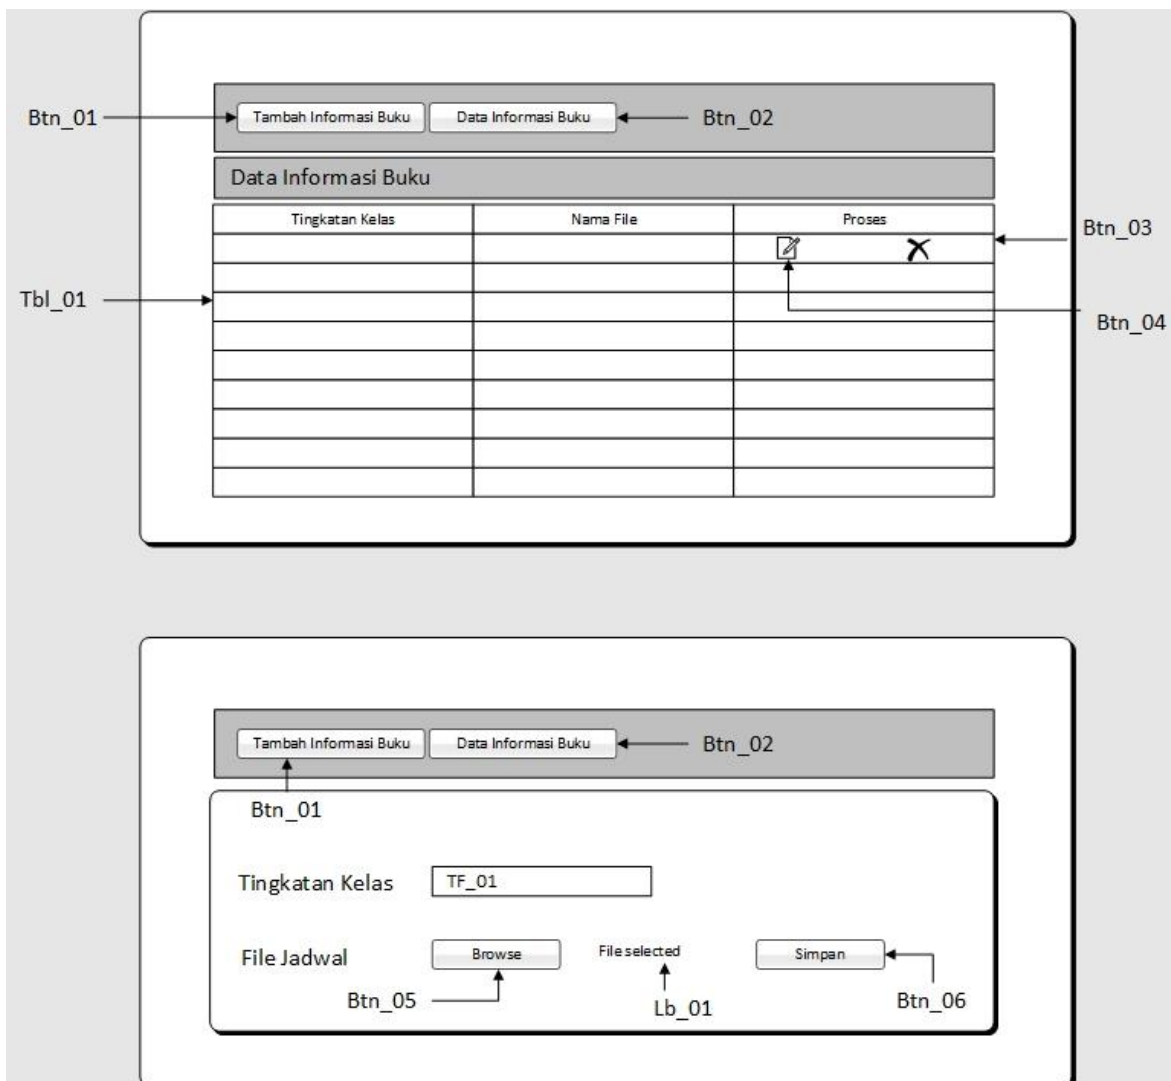 Btn_01 Tambah Informasi Buku Data Informasi Buku Btn_02
Data Informasi Buku
Tingkatan Kelas Nama File Proses
Btn_03
Tbl_01
Btn_04
Tambah Informasi Buku Data Informasi Buku Btn_02
Btn_01
Tingkatan Kelas TF_01
File Jadwal Browse File selected Simpan
Btn_05 Lb_01 Btn_06